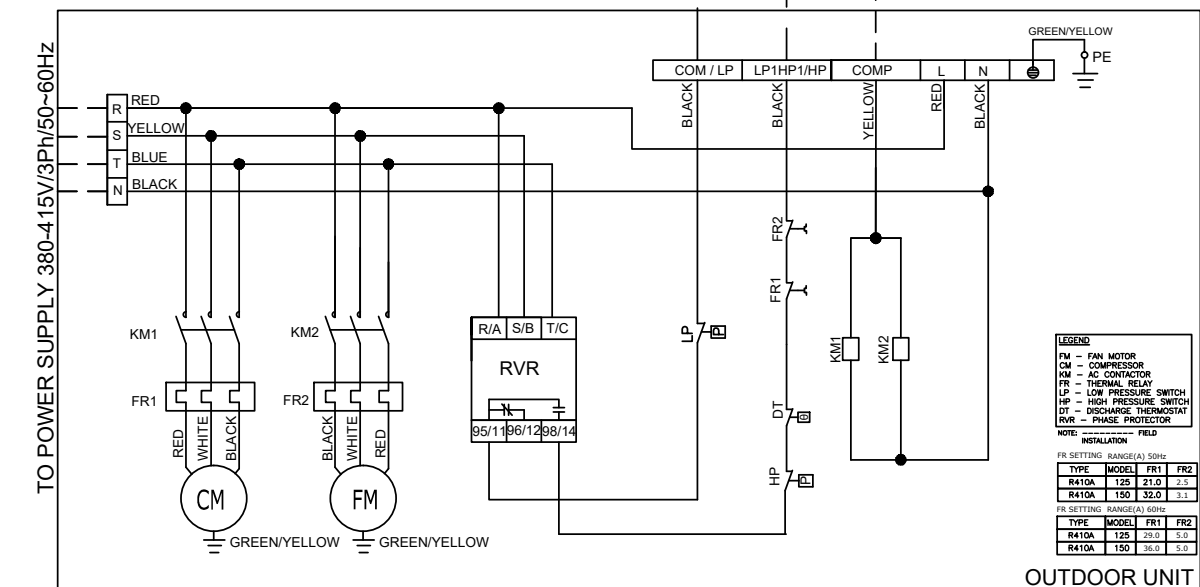 GREEN/YELLOW
PE
COM / LP LP1HP1/HP COMP L N
BLACK BLACK YELLOW RED BLACK
TO POWER SUPPLY 380-415V/3Ph/50~60Hz
R RED
S YELLOW
T BLUE
N BLACK
FR2
FR1
KM1 KM2
R/A S/B T/C
RVR
95/11 96/12 98/14
LP P
KM1 KM2
DT θ
HP P
FR1 FR2
RED WHITE BLACK BLACK WHITE RED
CM FM
GREEN/YELLOW GREEN/YELLOW
LEGEND
FM – FAN MOTOR
CM – COMPRESSOR
KM – AC CONTACTOR
FR – THERMAL RELAY
LP – LOW PRESSURE SWITCH
HP – HIGH PRESSURE SWITCH
DT – DISCHARGE THERMOSTAT
RVR – PHASE PROTECTOR
NOTE: --------- FIELD
INSTALLATION
FR SETTING RANGE(A) 50Hz
TYPE MODEL FR1 FR2
R410A 125 21.0 2.5
R410A 150 32.0 3.1
FR SETTING RANGE(A) 60Hz
TYPE MODEL FR1 FR2
R410A 125 29.0 5.0
R410A 150 36.0 5.0
OUTDOOR UNIT